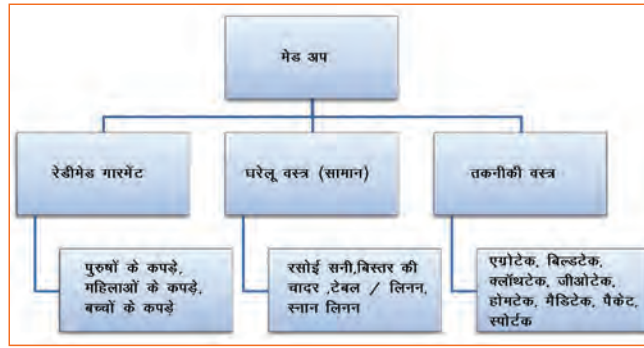 मेड अप
रेडीमेड गारमेंट
घरेलू वस्त्र (सामान)
तकनीकी वस्त्र
पुरुषों के कपड़े,
महिलाओं के कपड़े,
बच्चों के कपड़े
रसोई सनी,बिस्तर की
चादर ,टेबल / लिनन,
स्नान लिनन
एग्रोटेक, बिल्डटेक,
क्लॉथटेक, जीओटेक,
होमटेक, मैडिटेक, पैकेट,
स्पोर्टक